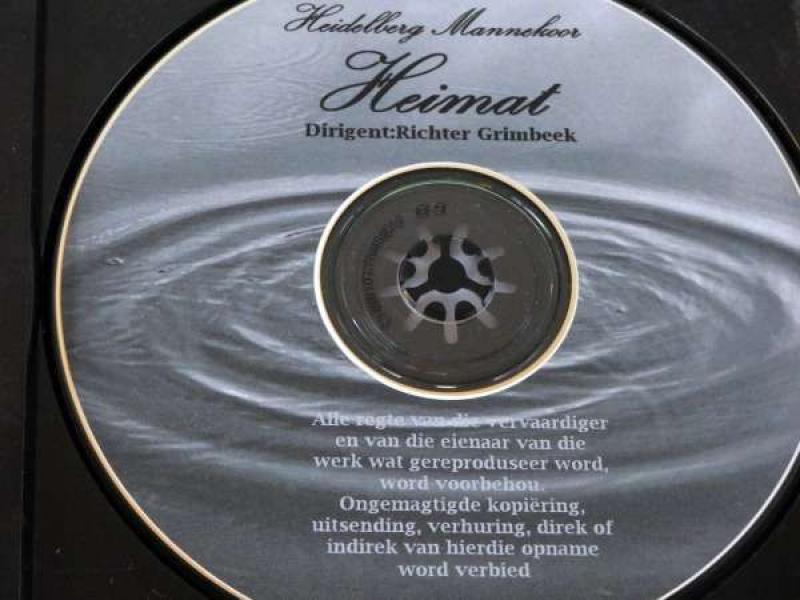 Heidelberg Mannekoor
Heimat
Dirigent:Richter Grimbeek
Alle regte van die vervaardiger
en van die eienaar van die
werk wat gereproduseer word,
word voorbehou.
Ongemagtigde kopiëring,
uitsending, verhuring, direk of
indirek van hierdie opname
word verbied